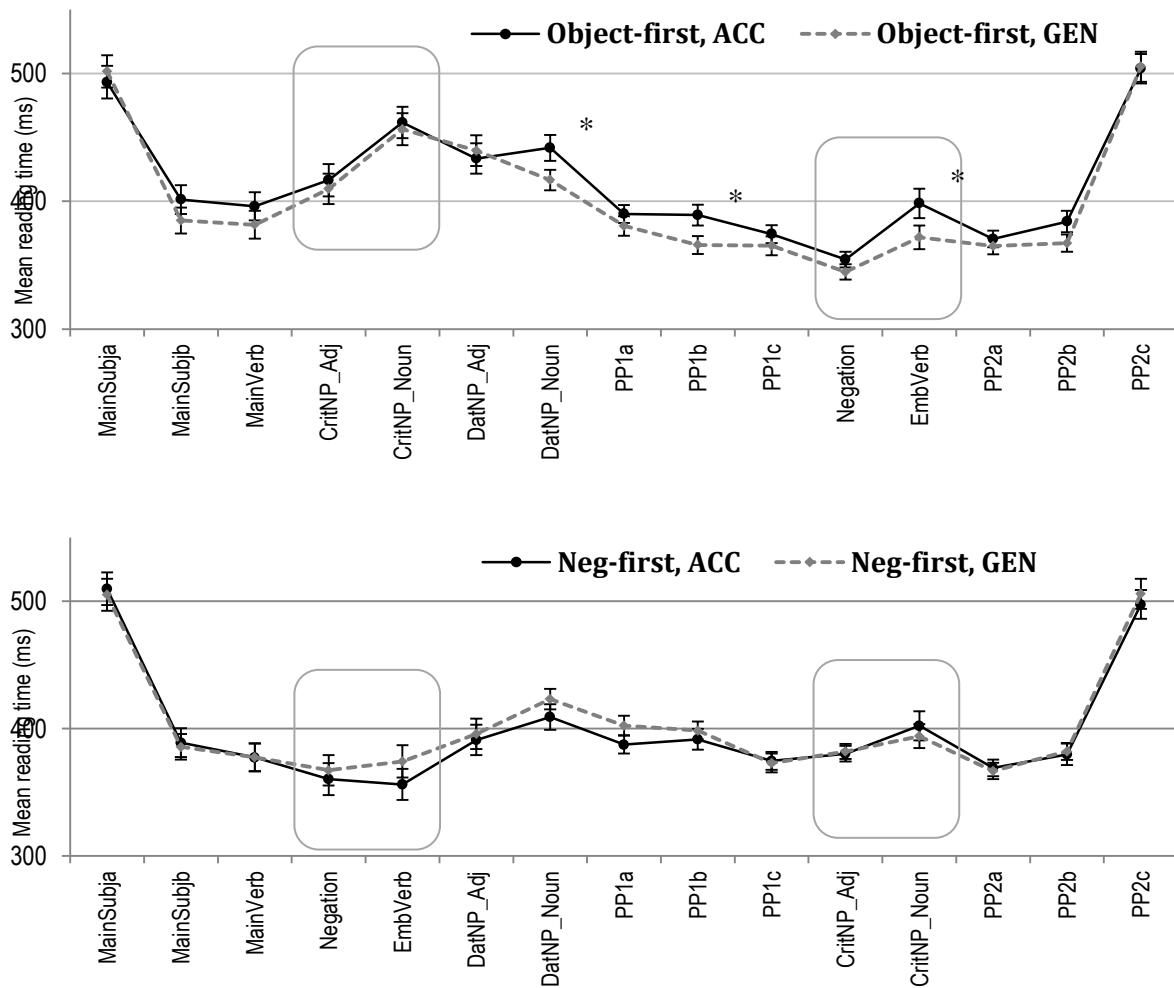 Object-first, ACC Object-first, GEN
Mean reading time (ms)
500
400
300
*
*
*
MainSubja
MainSubjb
MainVerb
CritNP_Adj
CritNP_Noun
DatNP_Adj
DatNP_Noun
PP1a
PP1b
PP1c
Negation
EmbVerb
PP2a
PP2b
PP2c
Neg-first, ACC Neg-first, GEN
Mean reading time (ms)
500
400
300
MainSubja
MainSubjb
MainVerb
Negation
EmbVerb
DatNP_Adj
DatNP_Noun
PP1a
PP1b
PP1c
CritNP_Adj
CritNP_Noun
PP2a
PP2b
PP2c